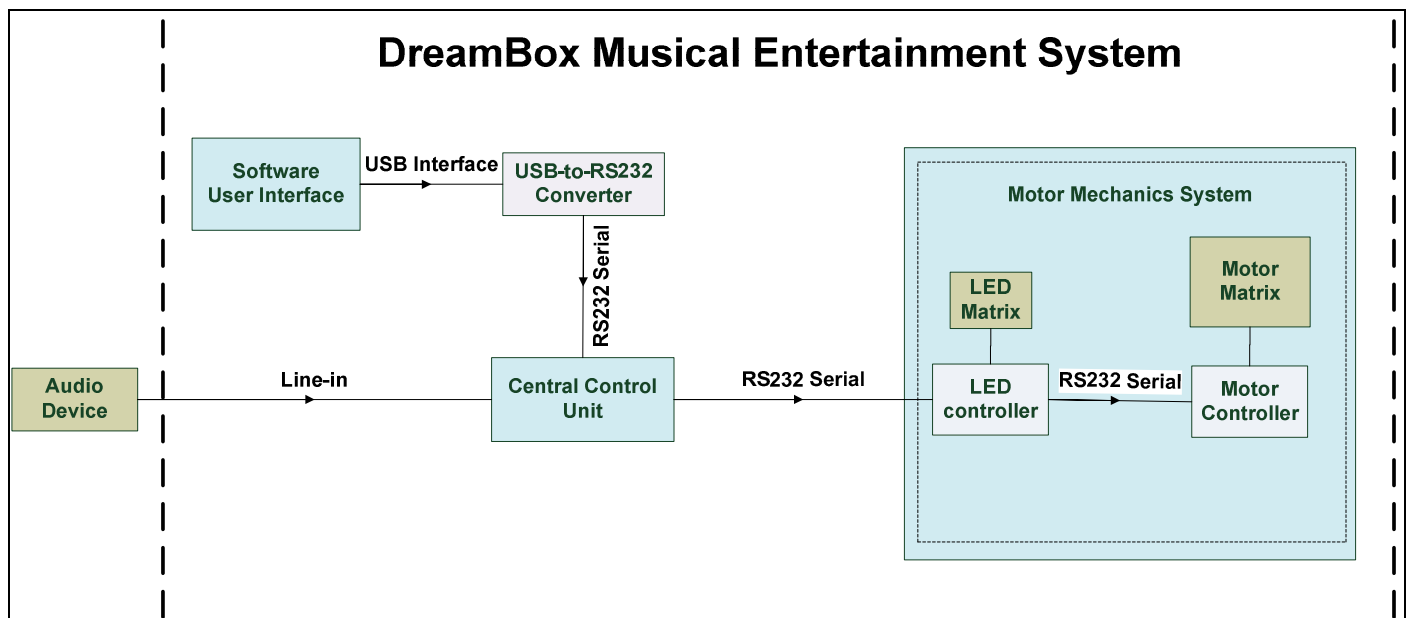 DreamBox Musical Entertainment System
Software
User Interface
USB Interface
USB-to-RS232
Converter
RS232 Serial
Motor Mechanics System
LED
Matrix
Motor
Matrix
Audio
Device
Line-in
Central Control
Unit
RS232 Serial
LED
controller
RS232 Serial
Motor
Controller